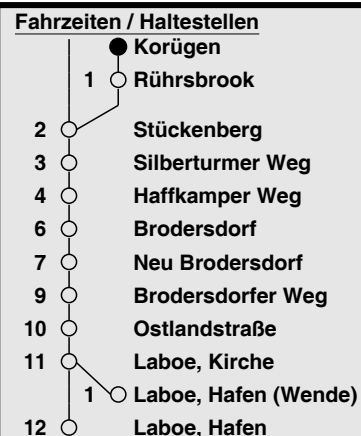 Fahrzeiten / Haltestellen
Korügen
1 Rührsbrook
2 Stückenberg
3 Silberturmer Weg
4 Haffkamper Weg
6 Brodersdorf
7 Neu Brodersdorf
9 Brodersdorfer Weg
10 Ostlandstraße
11 Laboe, Kirche
1 Laboe, Hafen (Wende)
12 Laboe, Hafen